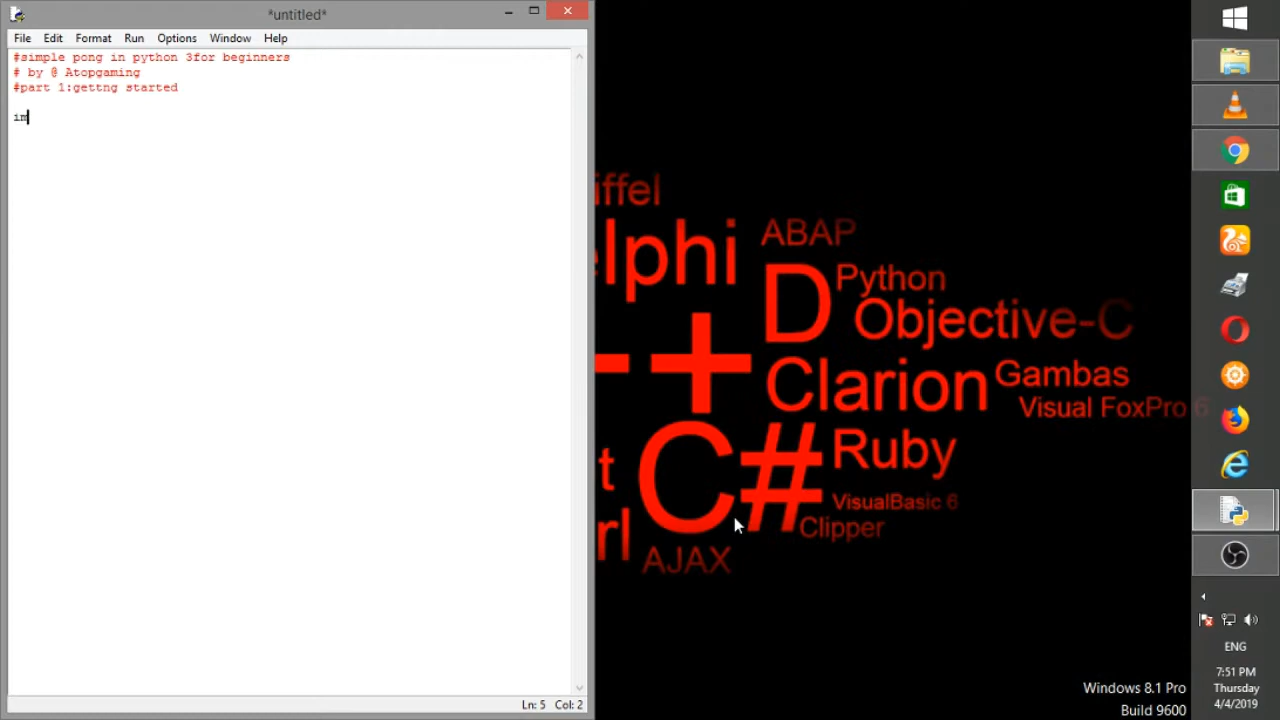 *untitled*
File Edit Format Run Options Window Help
#simple pong in python 3for beginners
# by @ Atopgaming
#part 1:gettng started
im
Ln: 5 Col: 2
iffel
elphi
ABAP
D
Python
Objective-C
++
Clarion
Gambas
Visual FoxPro 6
C#
Ruby
VisualBasic 6
Clipper
AJAX
t
rl
Windows 8.1 Pro
Build 9600
ENG
7:51 PM
Thursday
4/4/2019